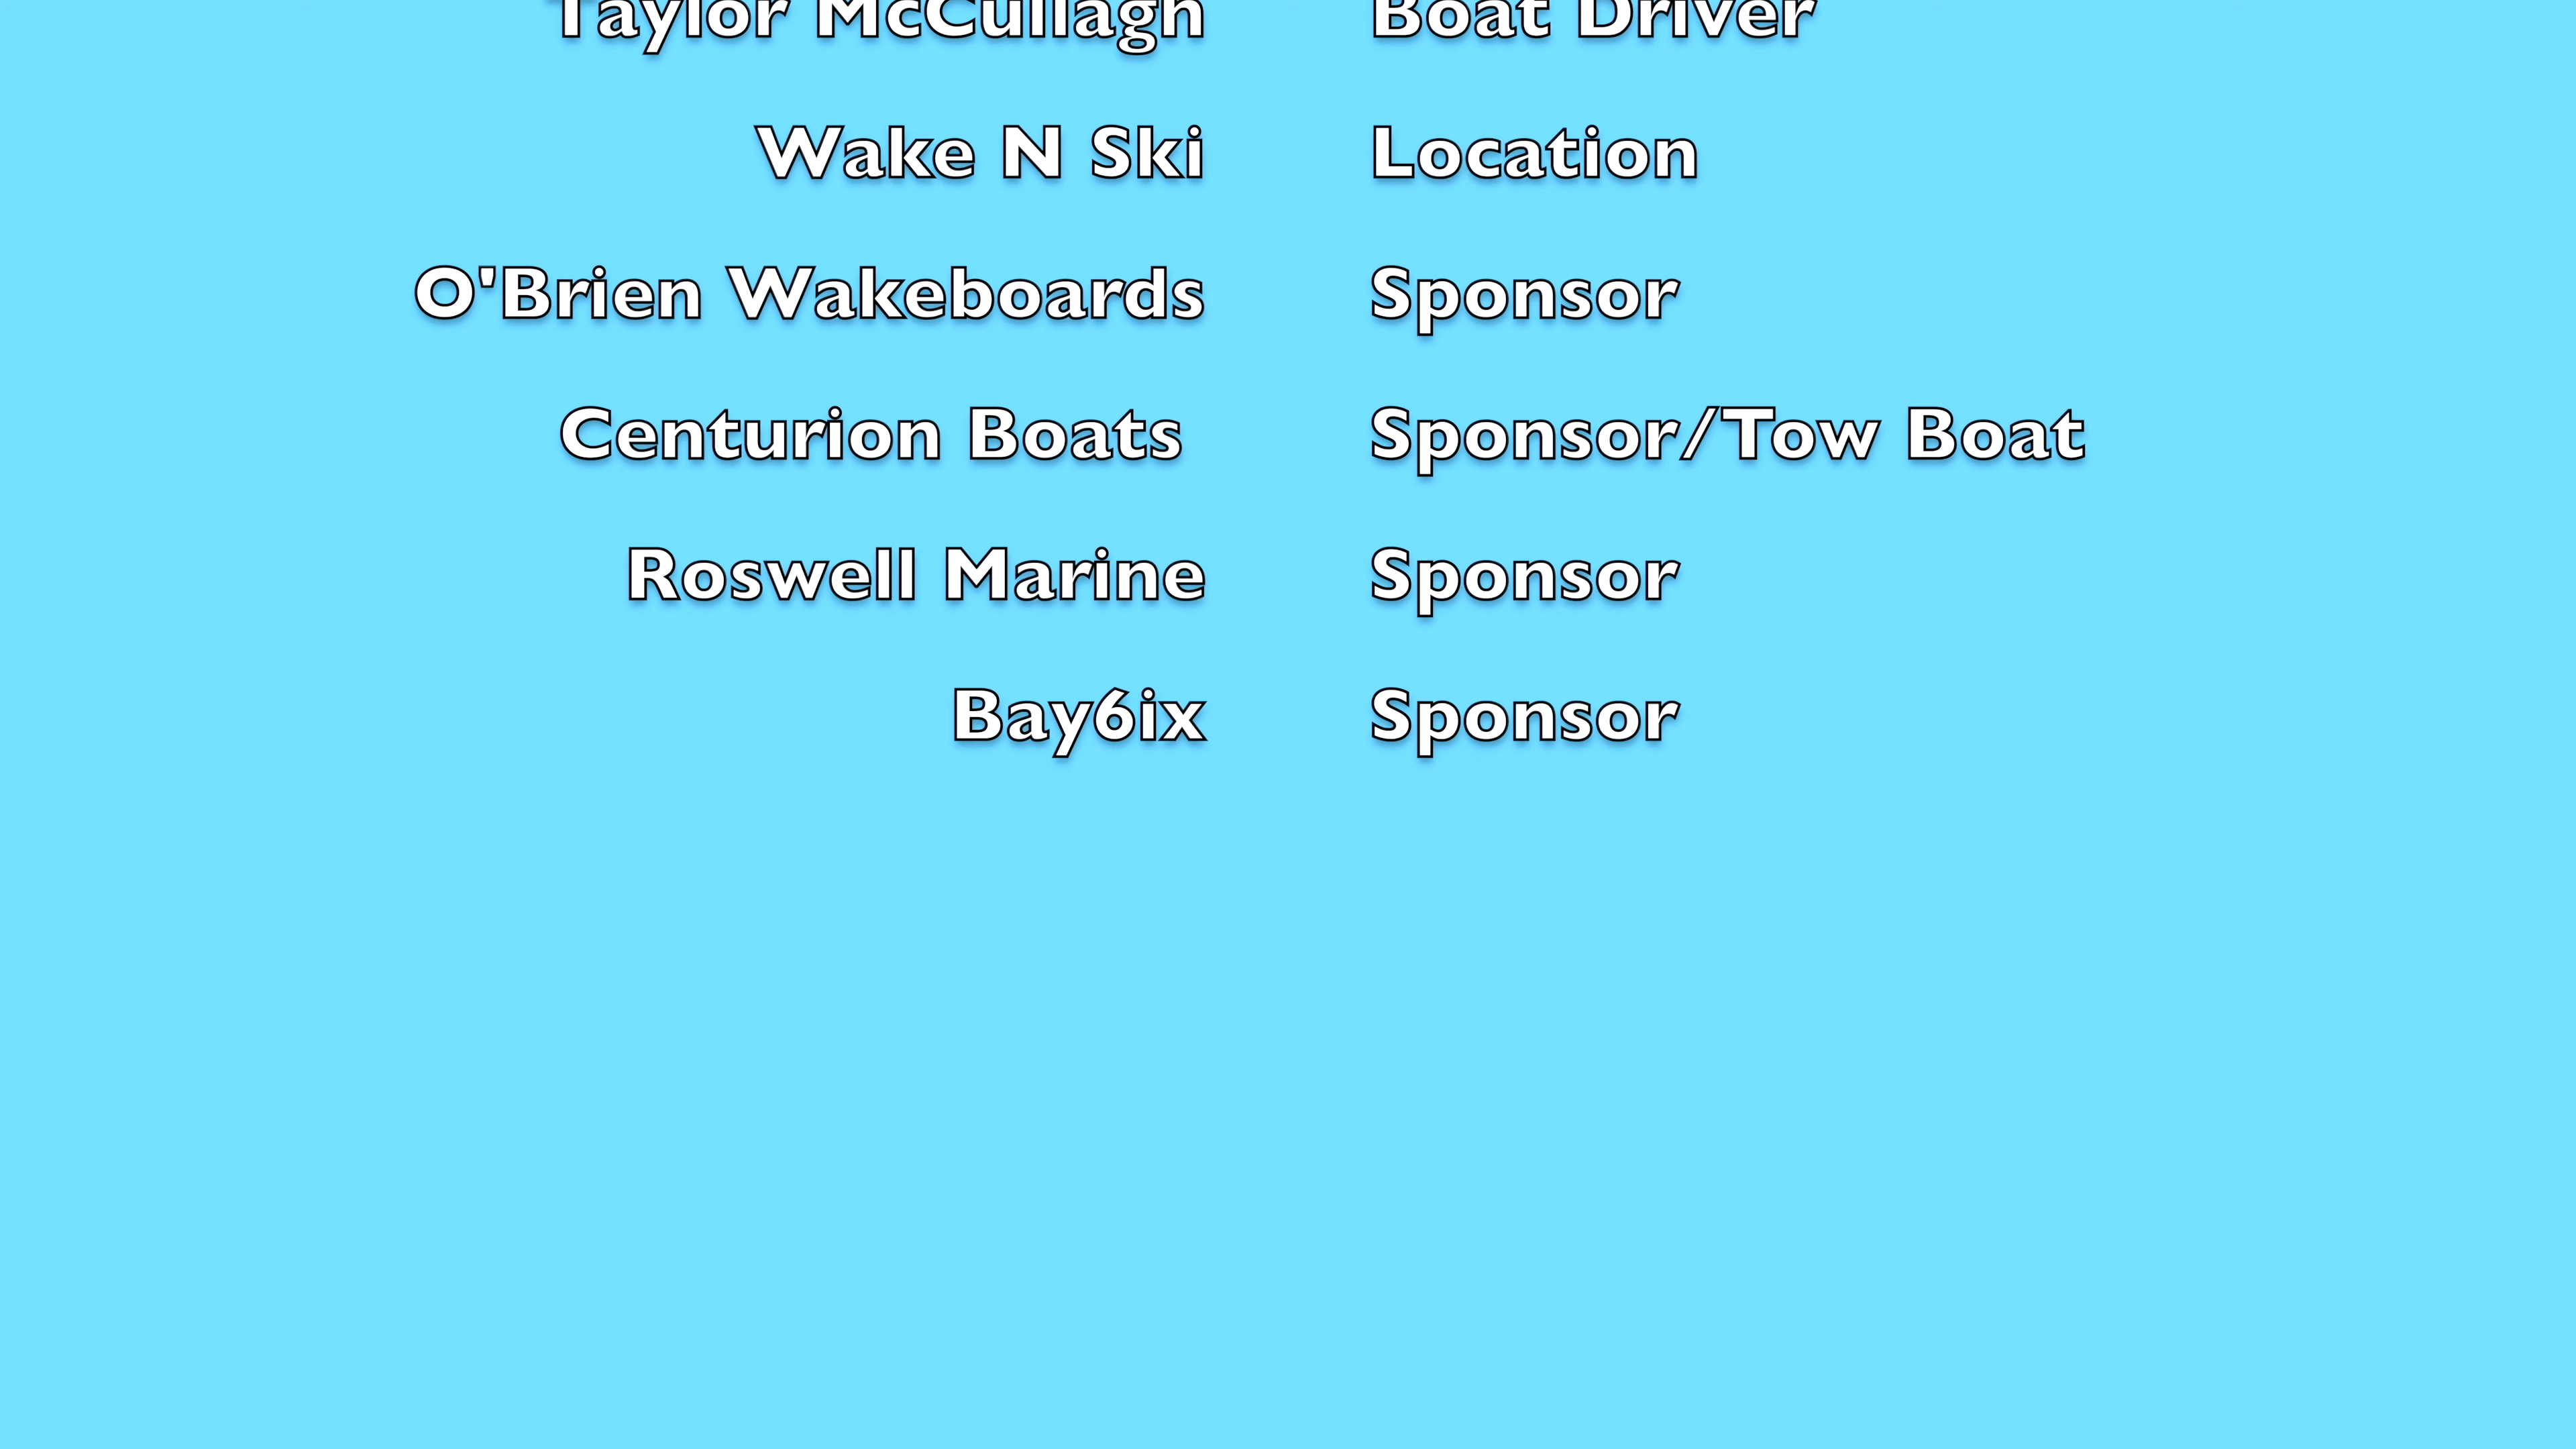 Taylor McCullagh Boat Driver
Wake N Ski Location
O'Brien Wakeboards Sponsor
Centurion Boats Sponsor/Tow Boat
Roswell Marine Sponsor
Bay6ix Sponsor